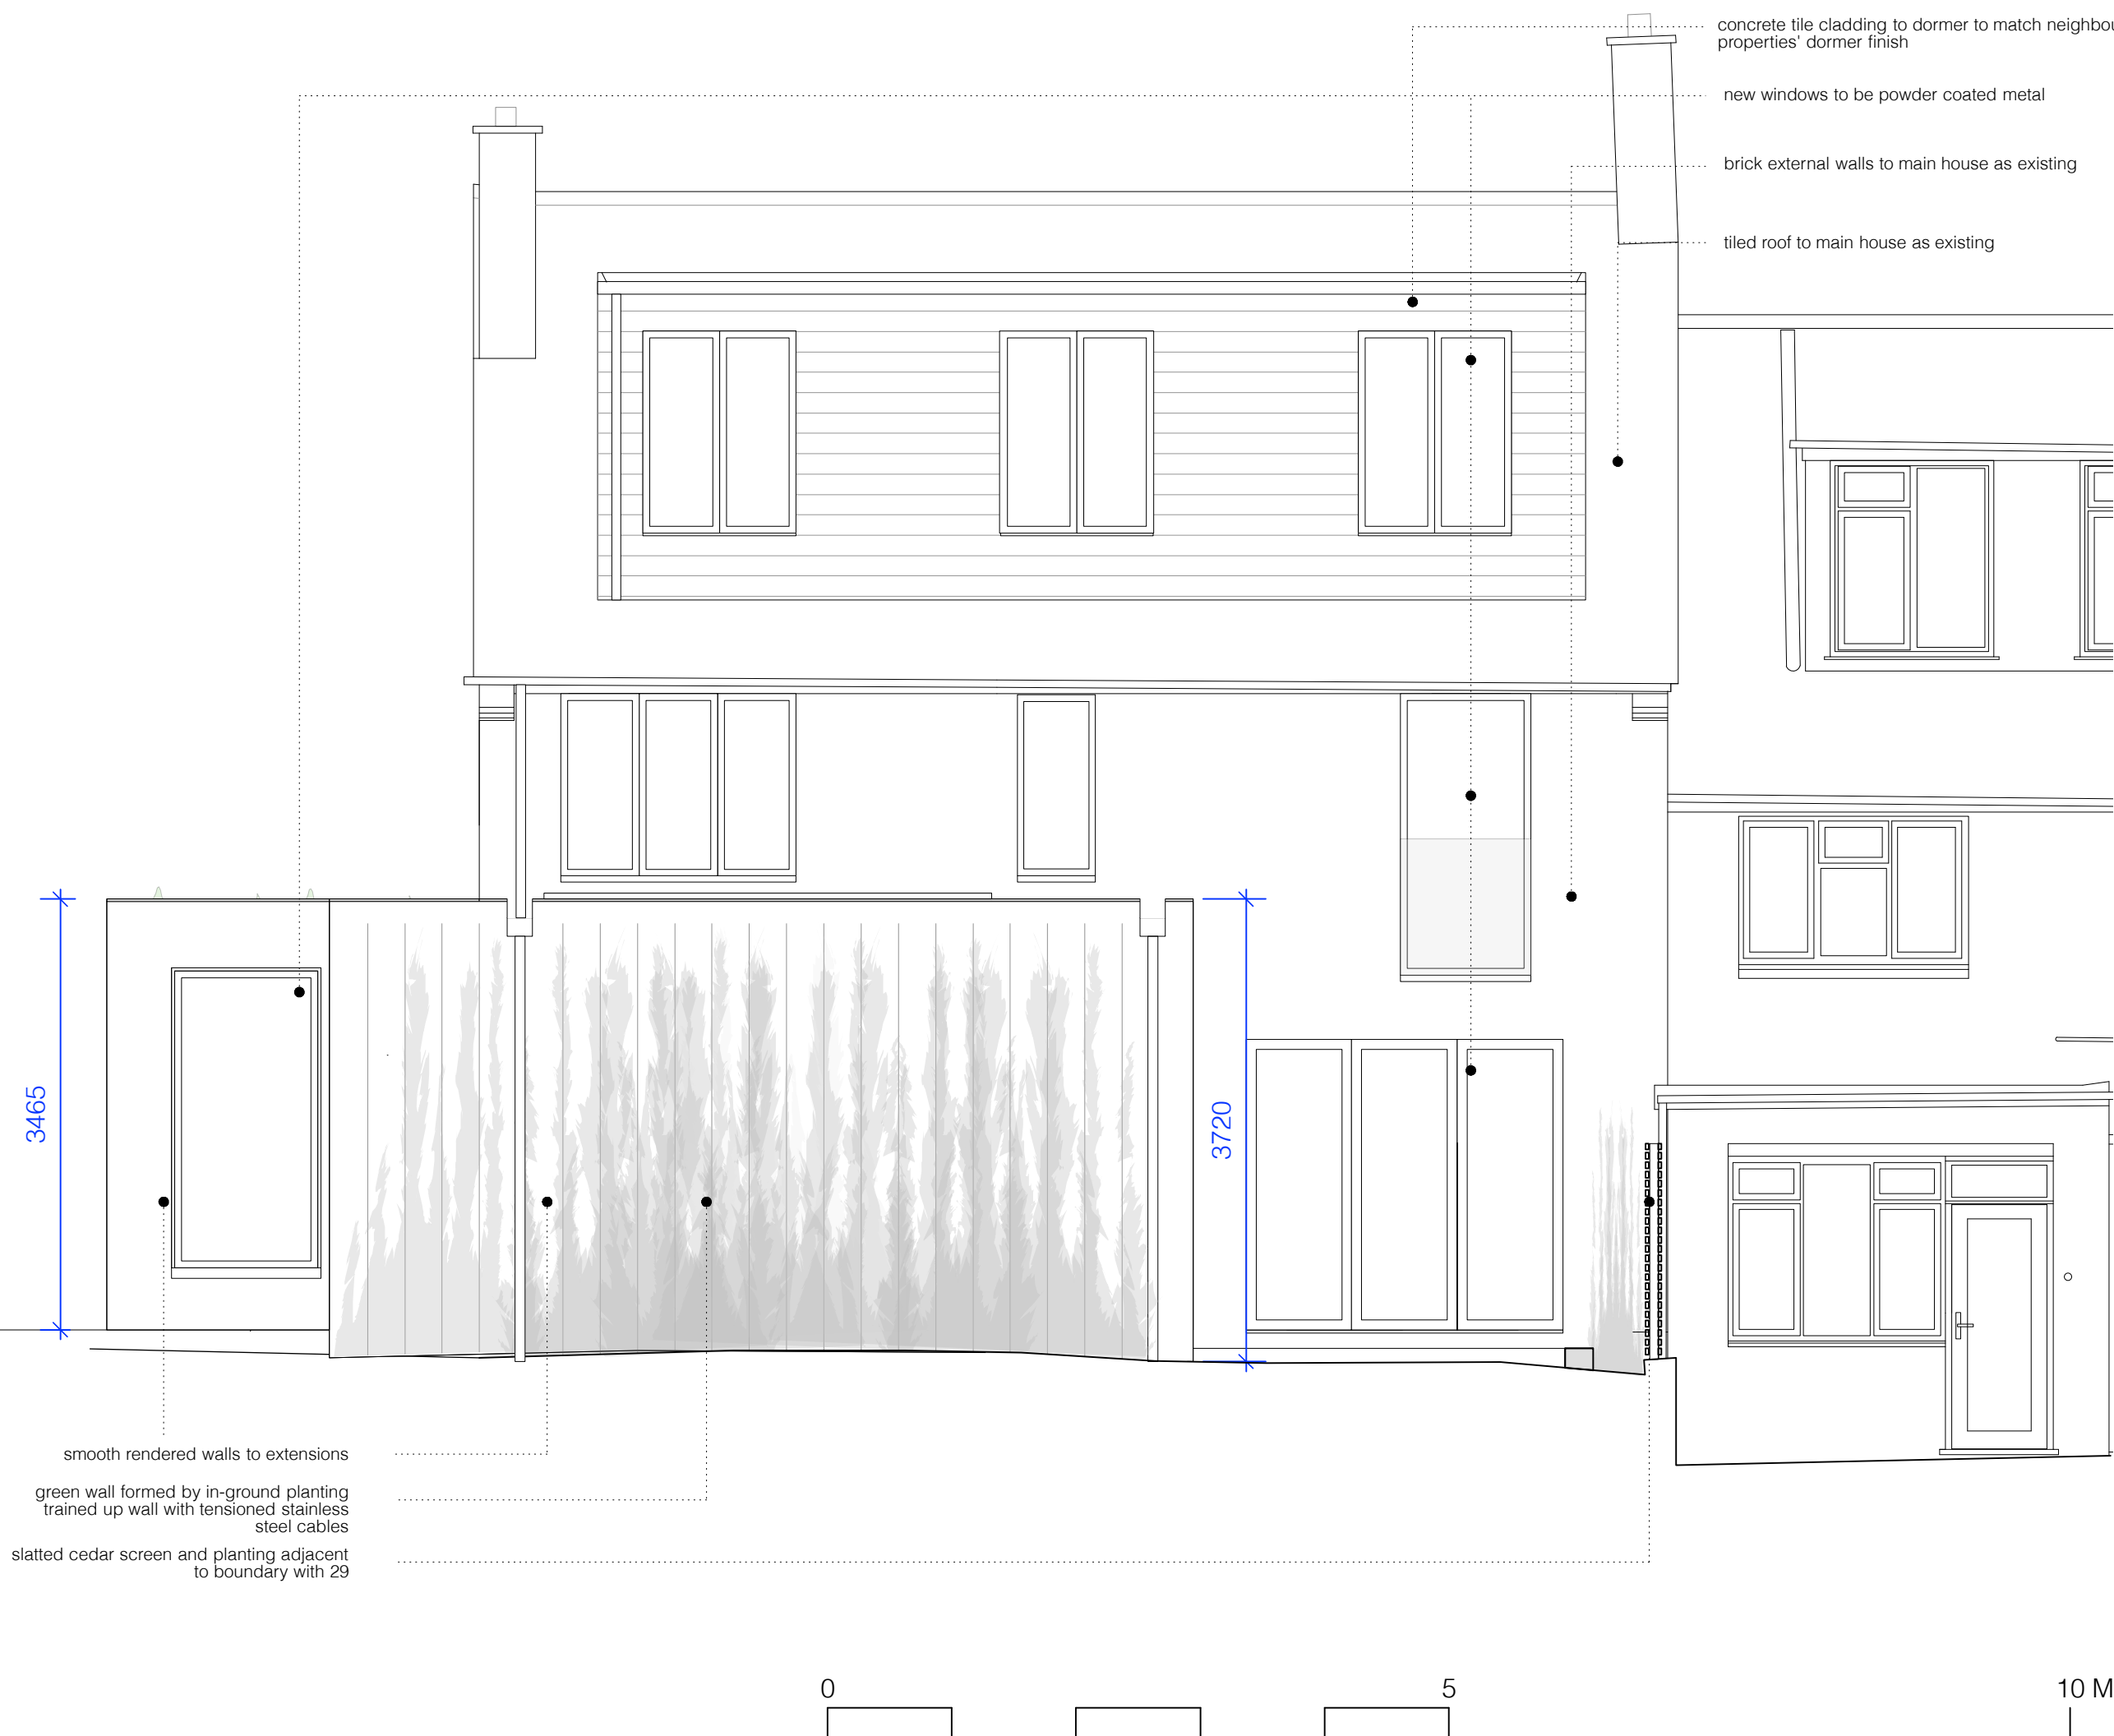 concrete tile cladding to dormer to match
properties' dormer finish
new windows to be powder coated metal
brick external walls to main house as existing
tiled roof to main house as existing
3465
3720
smooth rendered walls to extensions
green wall formed by in-ground planting
trained up wall with tensioned stainless
steel cables
slatted cedar screen and planting adjacent
to boundary with 29
0
5
10 M